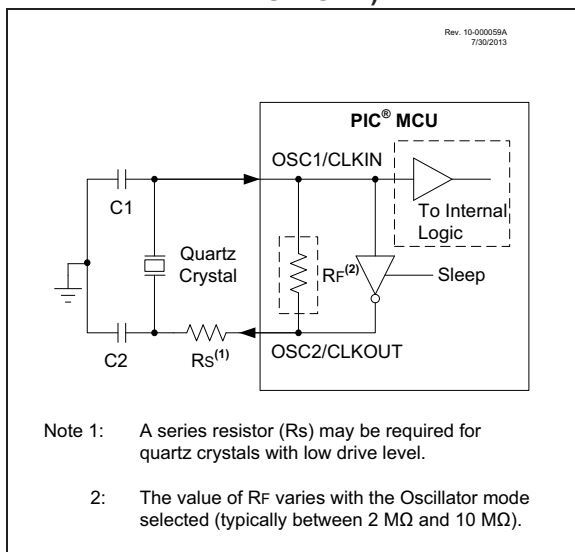 Rev. 10-000059A
7/30/2013
PIC® MCU
OSC1/CLKIN
C1
To Internal
Logic
Quartz
Crystal
RF(2)
Sleep
C2
RS(1)
OSC2/CLKOUT
Note 1: A series resistor (Rs) may be required for
quartz crystals with low drive level.
2: The value of RF varies with the Oscillator mode
selected (typically between 2 MΩ and 10 MΩ).